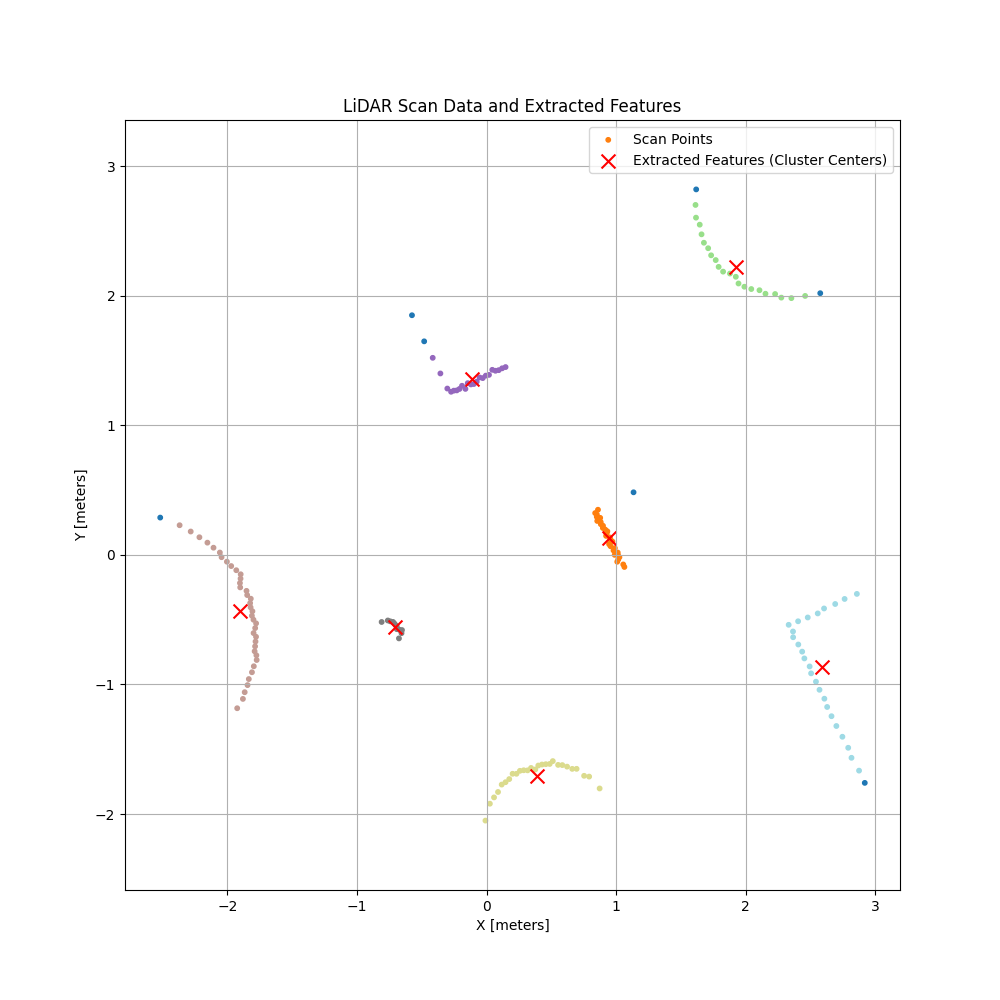 LiDAR Scan Data and Extracted Features
Scan Points
Extracted Features (Cluster Centers)
3
2
1
0
−1
−2
Y [meters]
−2
−1
0
1
2
3
X [meters]